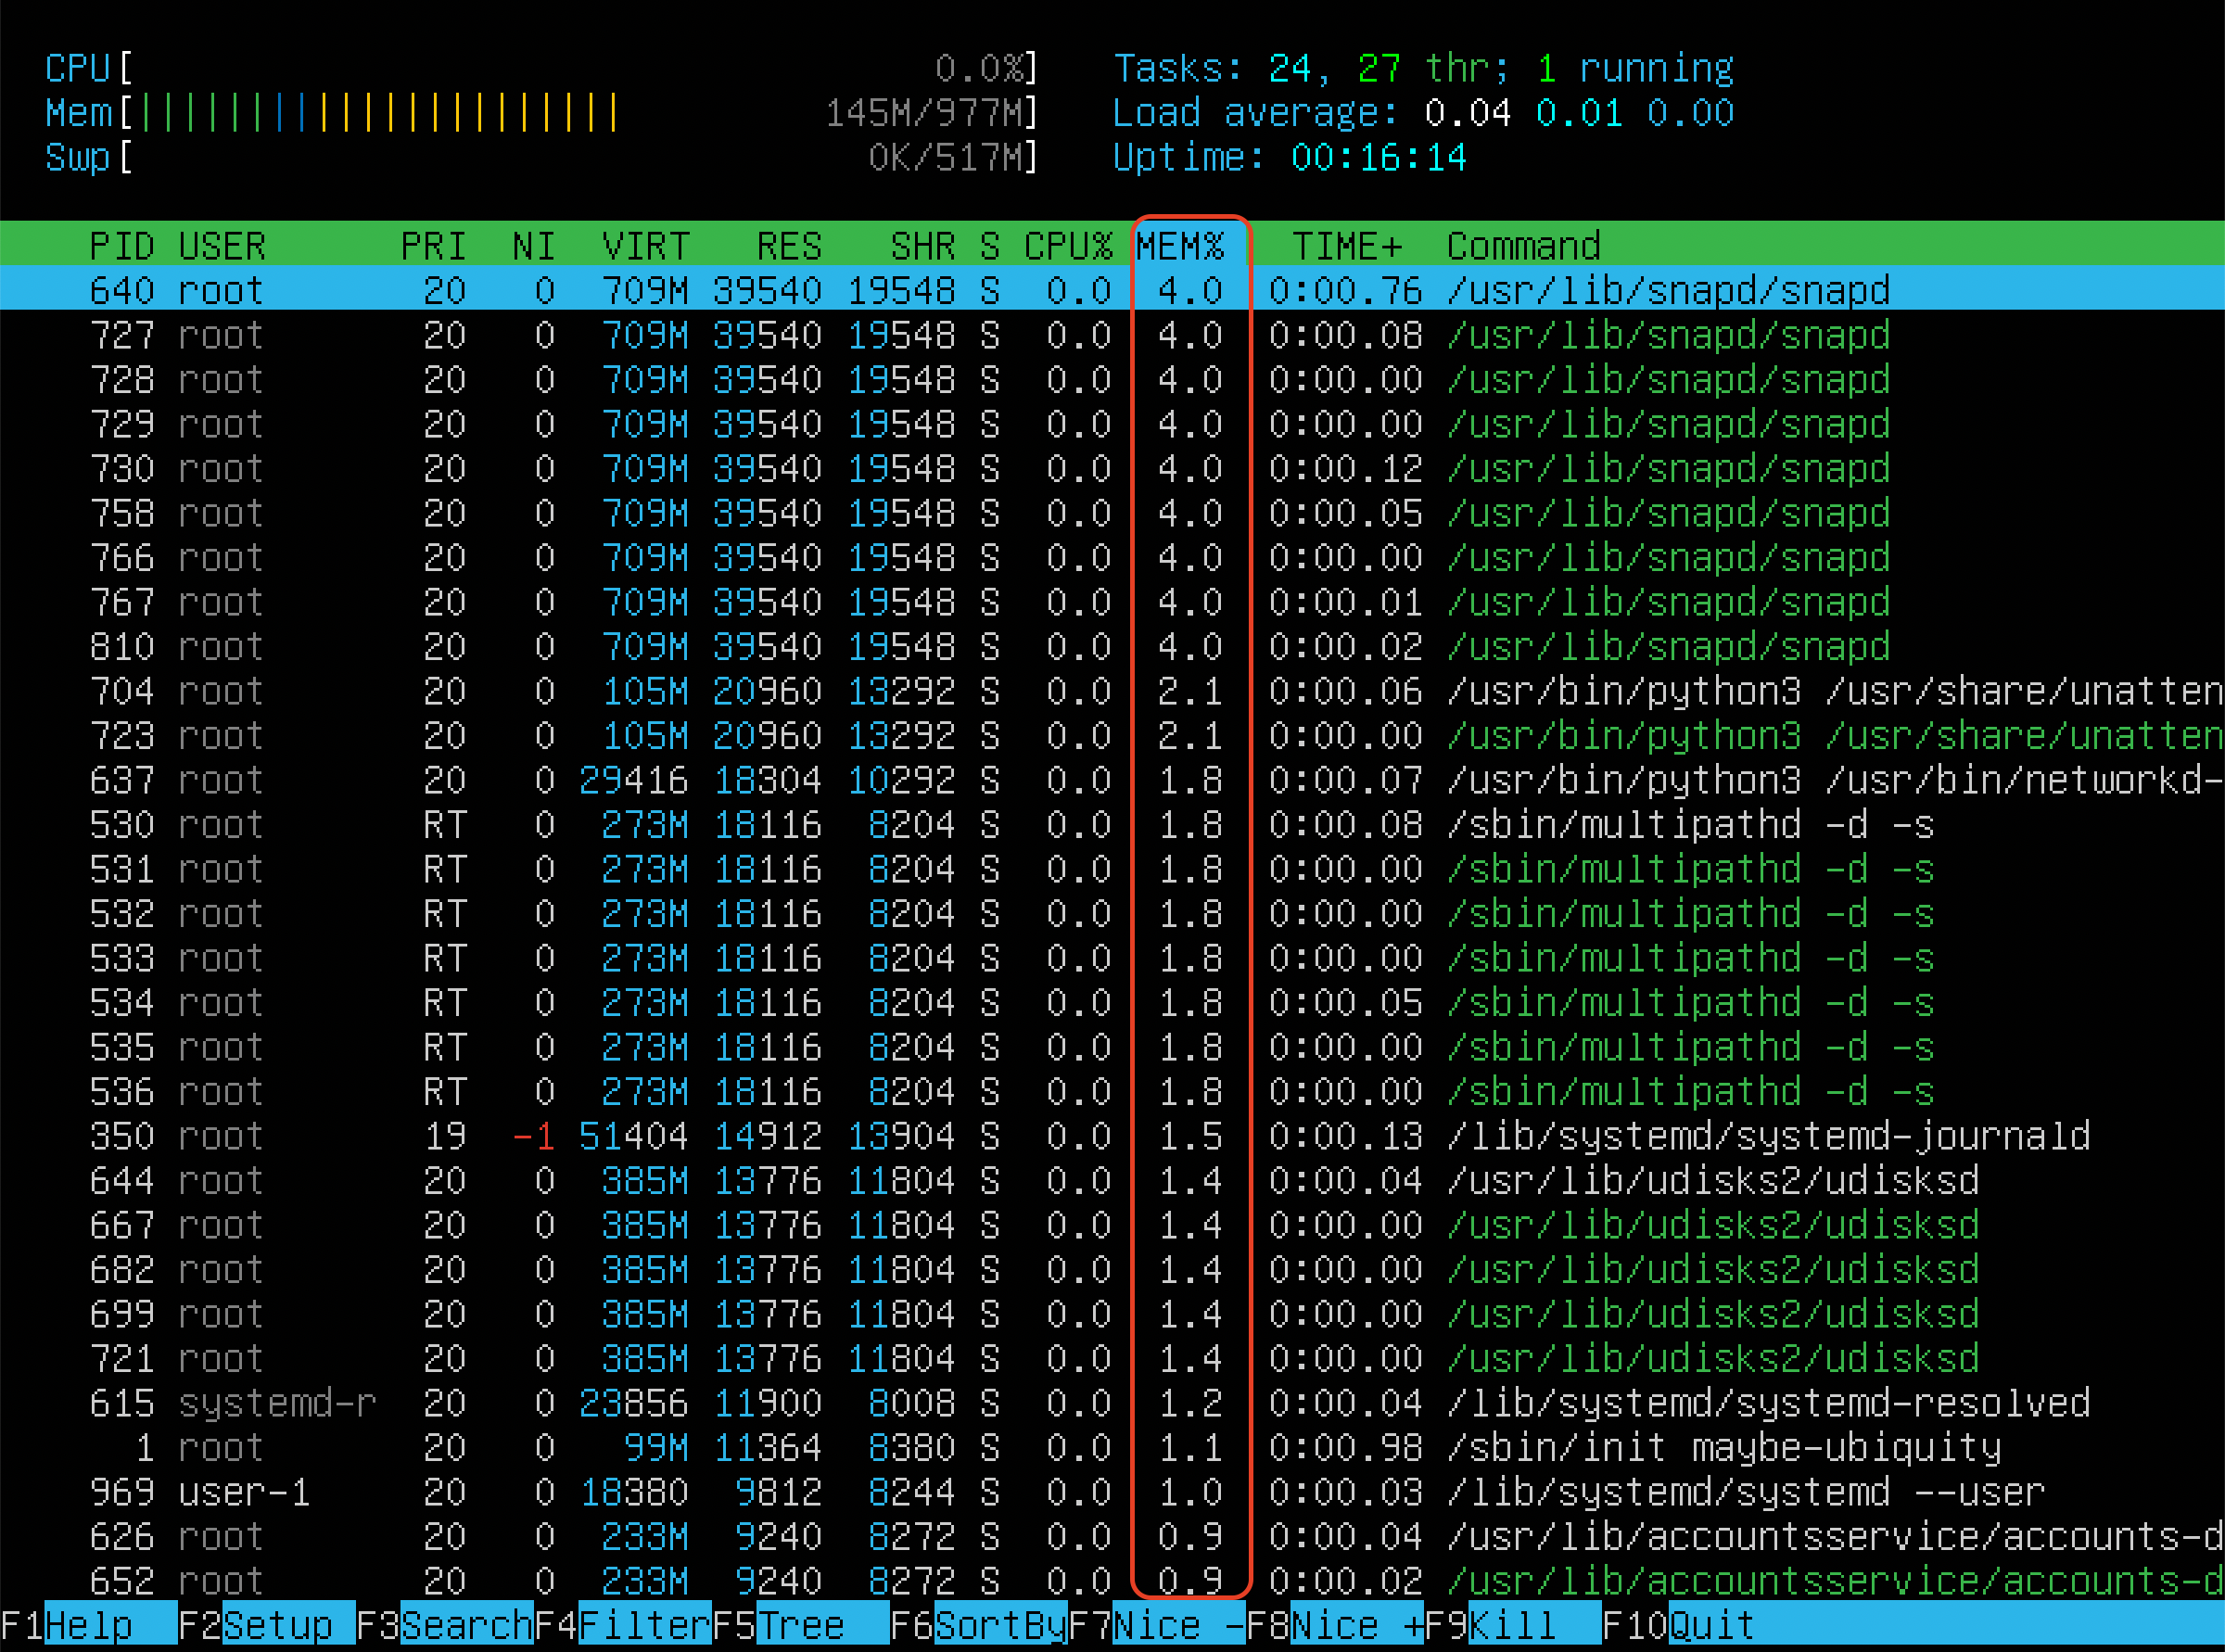 CPU[ 0.0%] Tasks: 24, 27 thr; 1 running
Mem[|||||||||||||||||||||| 145M/977M] Load average: 0.04 0.01 0.00
Swp[ 0K/517M] Uptime: 00:16:14
PID USER PRI NI VIRT RES SHR S CPU% MEM% TIME+ Command
640 root 20 0 709M 39540 19548 S 0.0 4.0 0:00.76 /usr/lib/snapd/snapd
727 root 20 0 709M 39540 19548 S 0.0 4.0 0:00.08 /usr/lib/snapd/snapd
728 root 20 0 709M 39540 19548 S 0.0 4.0 0:00.00 /usr/lib/snapd/snapd
729 root 20 0 709M 39540 19548 S 0.0 4.0 0:00.00 /usr/lib/snapd/snapd
730 root 20 0 709M 39540 19548 S 0.0 4.0 0:00.12 /usr/lib/snapd/snapd
758 root 20 0 709M 39540 19548 S 0.0 4.0 0:00.05 /usr/lib/snapd/snapd
766 root 20 0 709M 39540 19548 S 0.0 4.0 0:00.00 /usr/lib/snapd/snapd
767 root 20 0 709M 39540 19548 S 0.0 4.0 0:00.01 /usr/lib/snapd/snapd
810 root 20 0 709M 39540 19548 S 0.0 4.0 0:00.02 /usr/lib/snapd/snapd
704 root 20 0 105M 20960 13292 S 0.0 2.1 0:00.06 /usr/bin/python3 /usr/share/unatten
723 root 20 0 105M 20960 13292 S 0.0 2.1 0:00.00 /usr/bin/python3 /usr/share/unatten
637 root 20 0 29416 18304 10292 S 0.0 1.8 0:00.07 /usr/bin/python3 /usr/bin/networkd-
530 root RT 0 273M 18116 8204 S 0.0 1.8 0:00.08 /sbin/multipathd -d -s
531 root RT 0 273M 18116 8204 S 0.0 1.8 0:00.00 /sbin/multipathd -d -s
532 root RT 0 273M 18116 8204 S 0.0 1.8 0:00.00 /sbin/multipathd -d -s
533 root RT 0 273M 18116 8204 S 0.0 1.8 0:00.00 /sbin/multipathd -d -s
534 root RT 0 273M 18116 8204 S 0.0 1.8 0:00.05 /sbin/multipathd -d -s
535 root RT 0 273M 18116 8204 S 0.0 1.8 0:00.00 /sbin/multipathd -d -s
536 root RT 0 273M 18116 8204 S 0.0 1.8 0:00.00 /sbin/multipathd -d -s
350 root 19 -1 51404 14912 13904 S 0.0 1.5 0:00.13 /lib/systemd/systemd-journald
644 root 20 0 385M 13776 11804 S 0.0 1.4 0:00.04 /usr/lib/udisks2/udisksd
667 root 20 0 385M 13776 11804 S 0.0 1.4 0:00.00 /usr/lib/udisks2/udisksd
682 root 20 0 385M 13776 11804 S 0.0 1.4 0:00.00 /usr/lib/udisks2/udisksd
699 root 20 0 385M 13776 11804 S 0.0 1.4 0:00.00 /usr/lib/udisks2/udisksd
721 root 20 0 385M 13776 11804 S 0.0 1.4 0:00.00 /usr/lib/udisks2/udisksd
615 systemd-r 20 0 23856 11900 8008 S 0.0 1.2 0:00.04 /lib/systemd/systemd-resolved
1 root 20 0 99M 11364 8380 S 0.0 1.1 0:00.98 /sbin/init maybe-ubiquity
969 user-1 20 0 18380 9812 8244 S 0.0 1.0 0:00.03 /lib/systemd/systemd --user
626 root 20 0 233M 9240 8272 S 0.0 0.9 0:00.04 /usr/lib/accountsservice/accounts-d
652 root 20 0 233M 9240 8272 S 0.0 0.9 0:00.02 /usr/lib/accountsservice/accounts-d
F1Help F2Setup F3SearchF4FilterF5Tree F6SortByF7Nice -F8Nice +F9Kill F10Quit